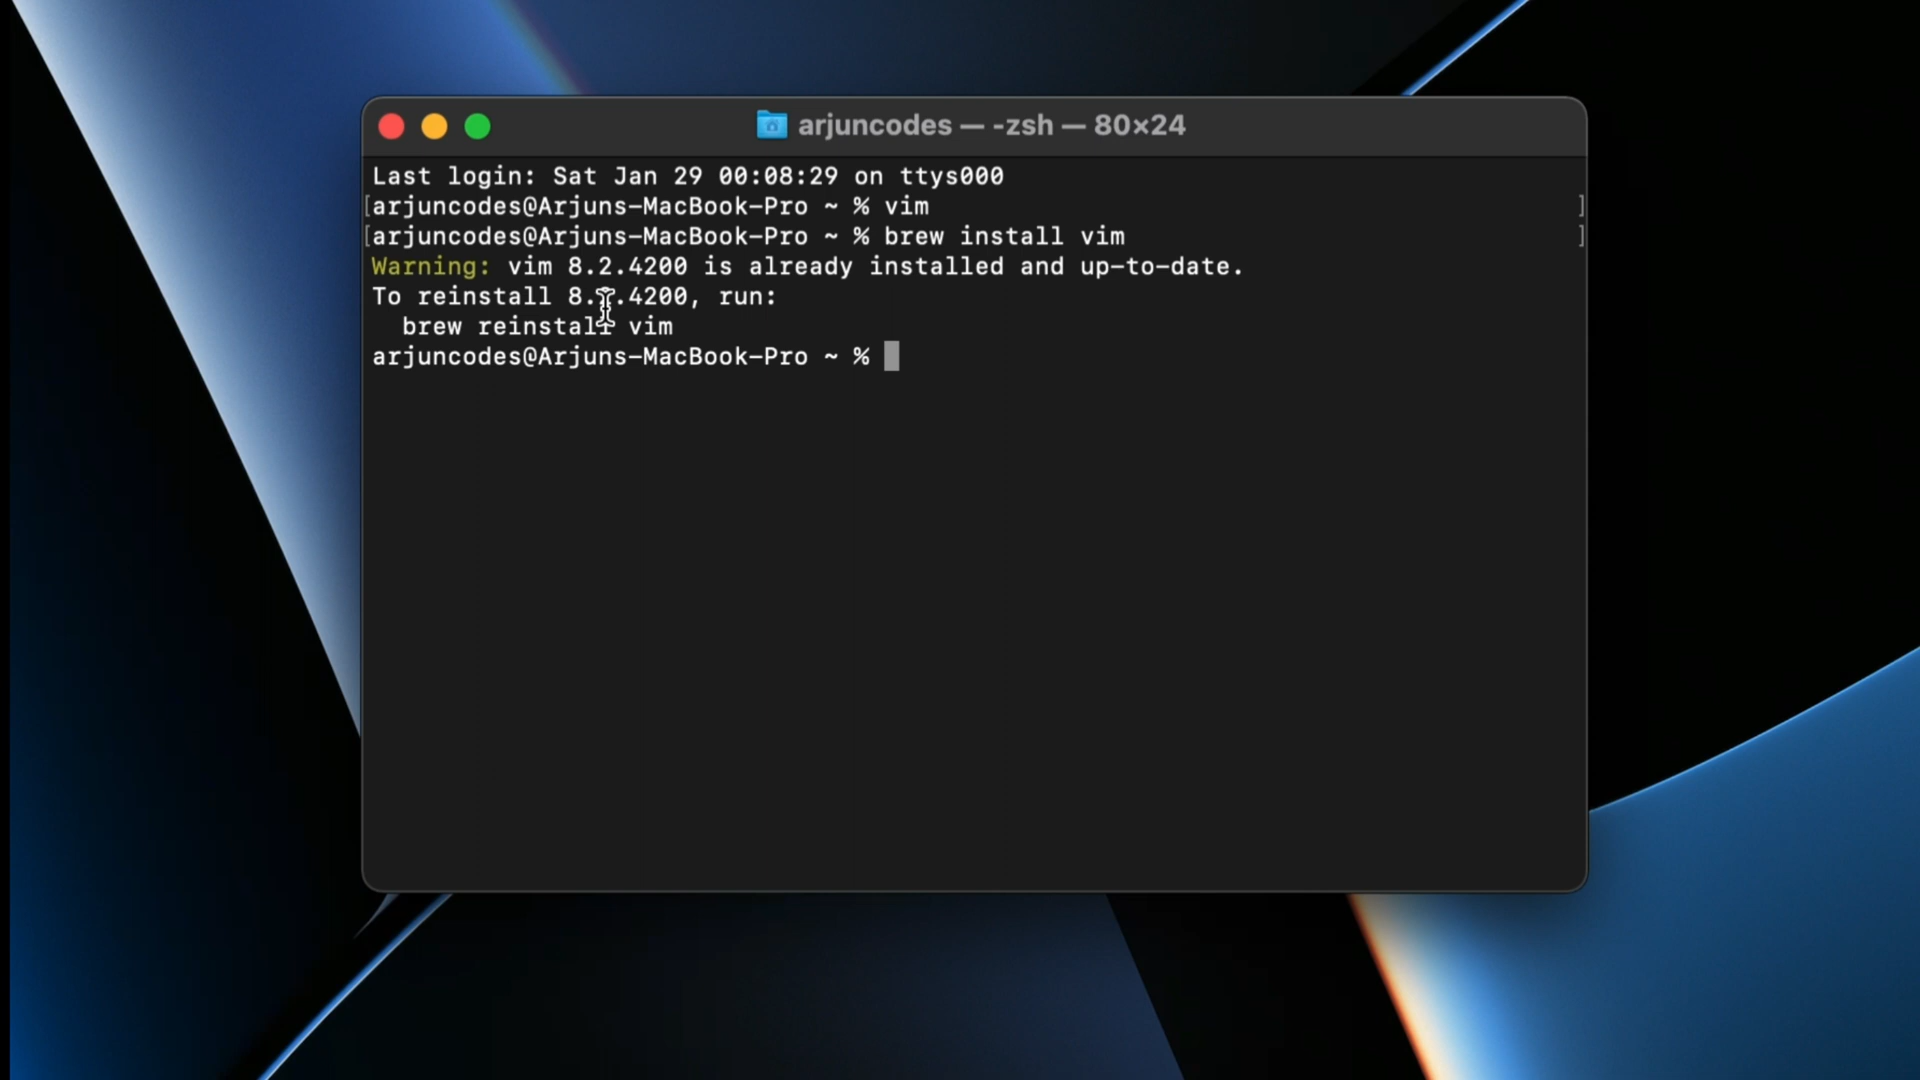 arjuncodes — -zsh — 80×24
Last login: Sat Jan 29 00:08:29 on ttys000
[arjuncodes@Arjuns-MacBook-Pro ~ % vim ]
[arjuncodes@Arjuns-MacBook-Pro ~ % brew install vim ]
Warning: vim 8.2.4200 is already installed and up-to-date.
To reinstall 8.2.4200, run:
brew reinstall vim
arjuncodes@Arjuns-MacBook-Pro ~ %